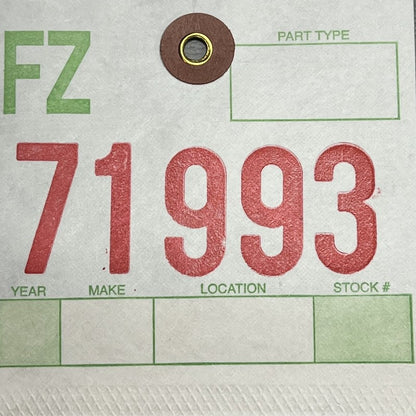 FZ
PART TYPE
71993
YEAR MAKE LOCATION STOCK #